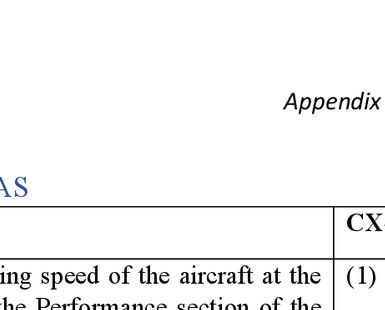 Appendix
AS
CX-
ing speed of the aircraft at the (1)
the Performance section of the